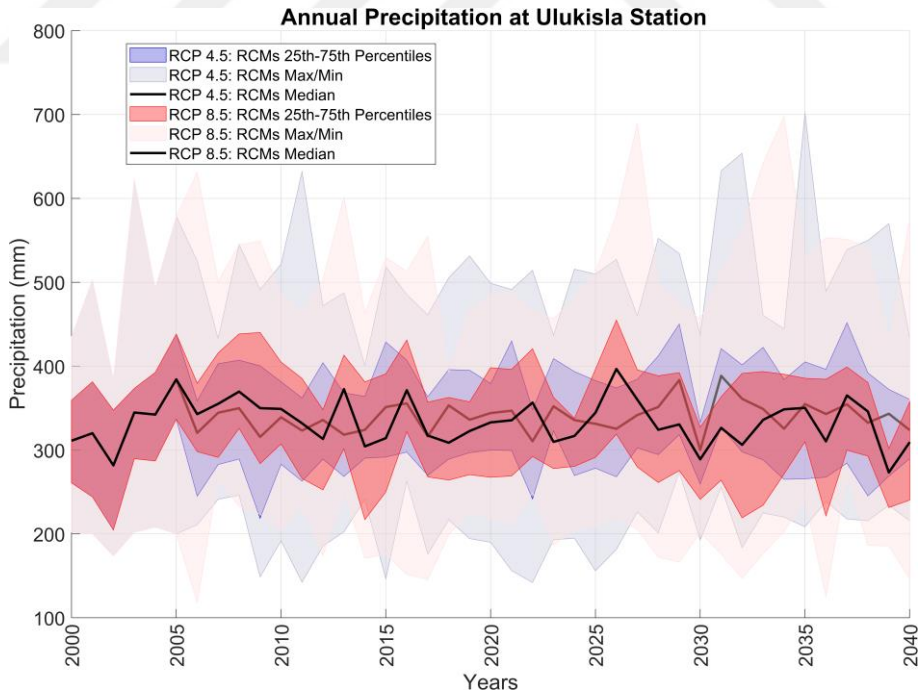 Annual Precipitation at Ulukisla Station
800
700
600
500
400
300
200
100
Precipitation (mm)
RCP 4.5: RCMs 25th-75th Percentiles
RCP 4.5: RCMs Max/Min
RCP 4.5: RCMs Median
RCP 8.5: RCMs 25th-75th Percentiles
RCP 8.5: RCMs Max/Min
RCP 8.5: RCMs Median
2000
2005
2010
2015
2020
2025
2030
2035
2040
Years